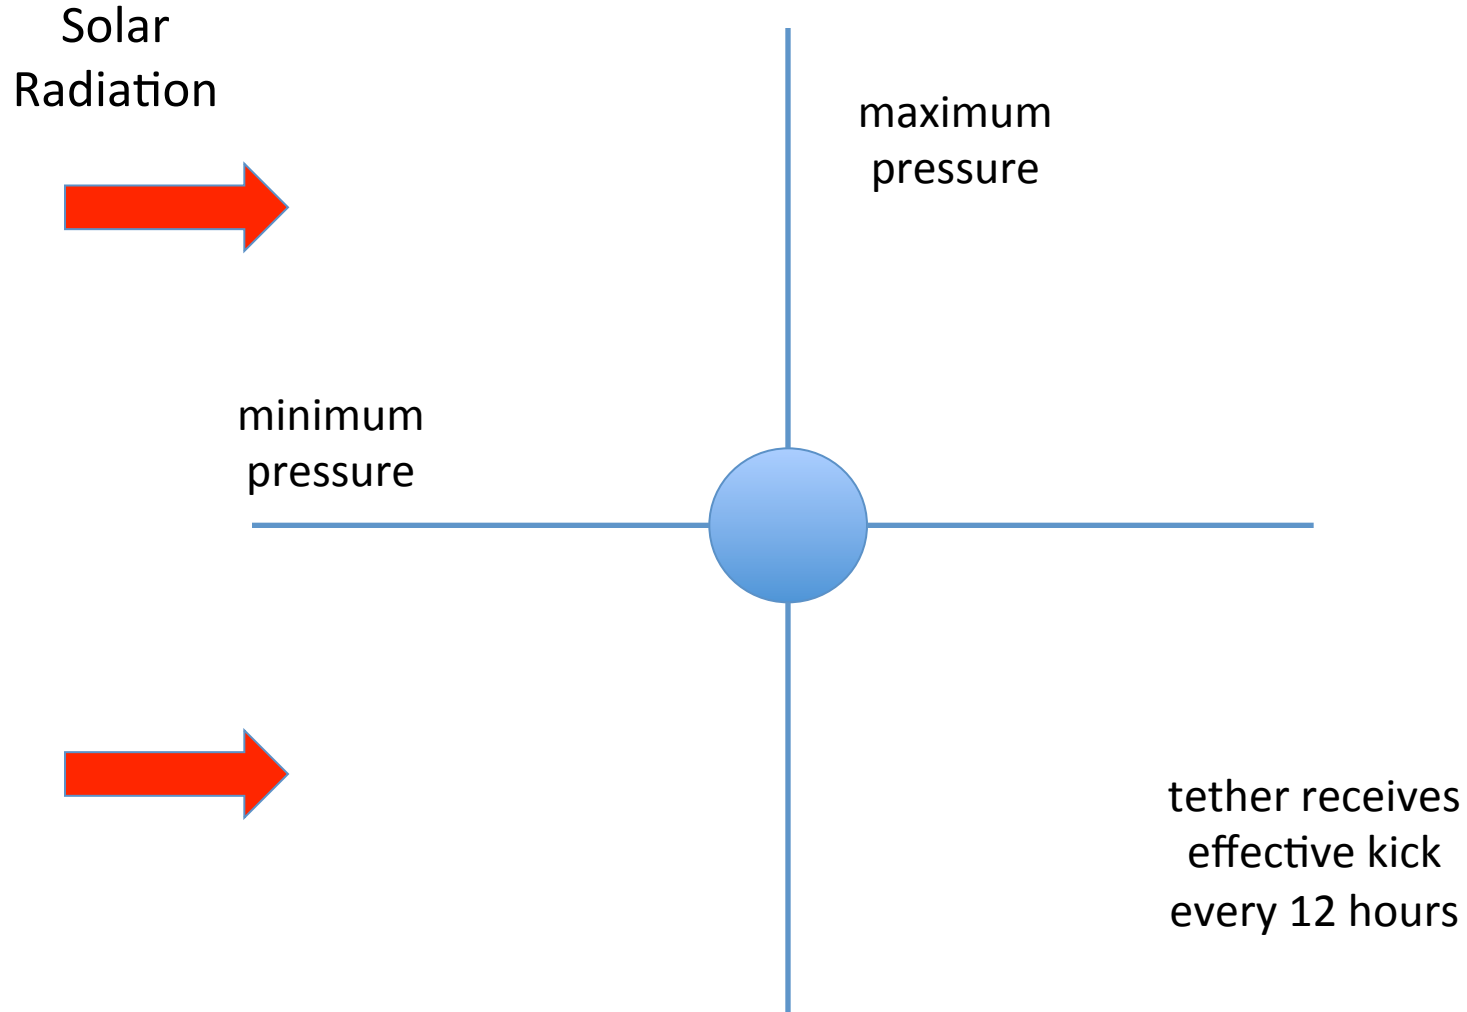 Solar
Radiation
maximum
pressure
minimum
pressure
tether receives
effective kick
every 12 hours